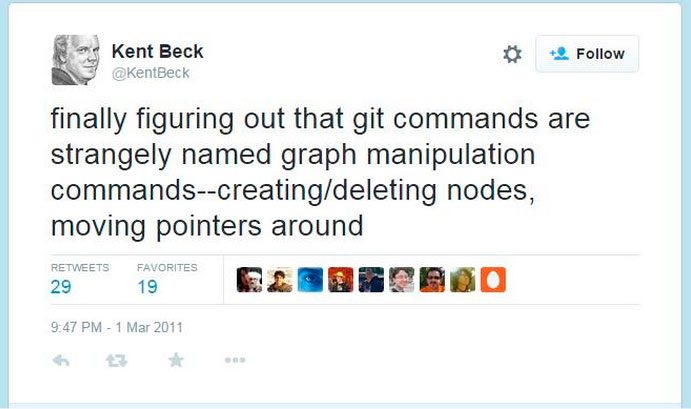 Kent Beck
@KentBeck
Follow
finally figuring out that git commands are
strangely named graph manipulation
commands--creating/deleting nodes,
moving pointers around
RETWEETS FAVORITES
29 19
9:47 PM - 1 Mar 2011